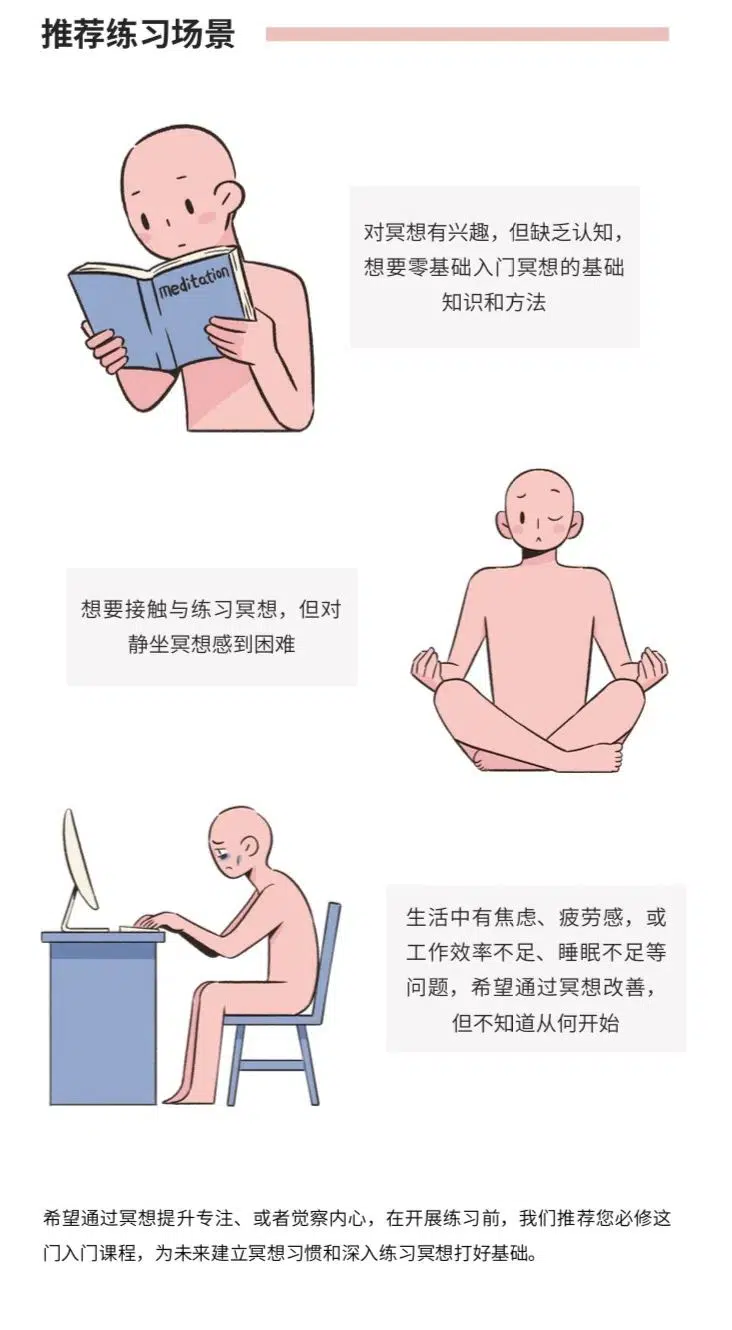 推荐练习场景
meditation
对冥想有兴趣，但缺乏认知，
想要零基础入门冥想的基础
知识和方法
想要接触与练习冥想，但对
静坐冥想感到困难
生活中有焦虑、疲劳感，或
工作效率不足、睡眠不足等
问题，希望通过冥想改善，
但不知道从何开始
希望通过冥想提升专注、或者觉察内心，在开展练习前，我们推荐您必修这
门入门课程，为未来建立冥想习惯和深入练习冥想打好基础。